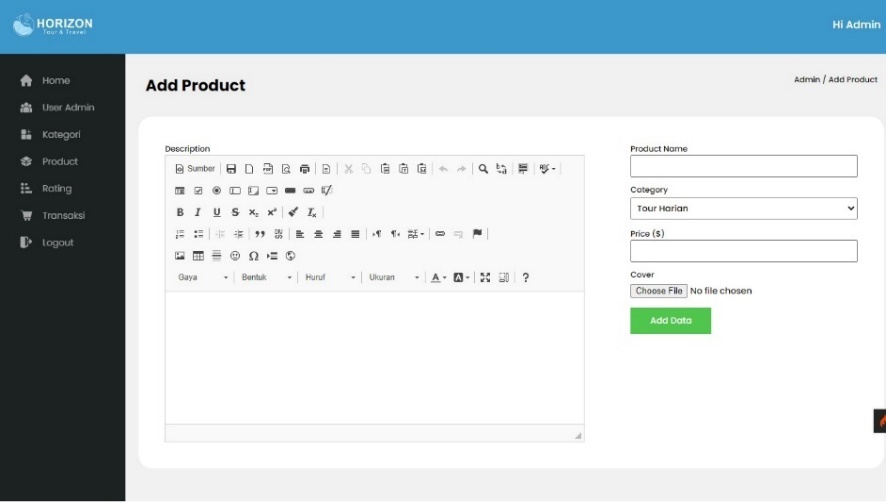 HORIZON
Tour & Travel
Hi Admin
Home
User Admin
Kategori
Product
Rating
Transaksi
Logout
Add Product
Admin / Add Product
Description
Sumber
B I U S x₂ x² Iₓ
Gaya Bentuk Huruf Ukuran A A ?
Product Name
Category
Tour Harian
Price ($)
Cover
Choose File No file chosen
Add Data